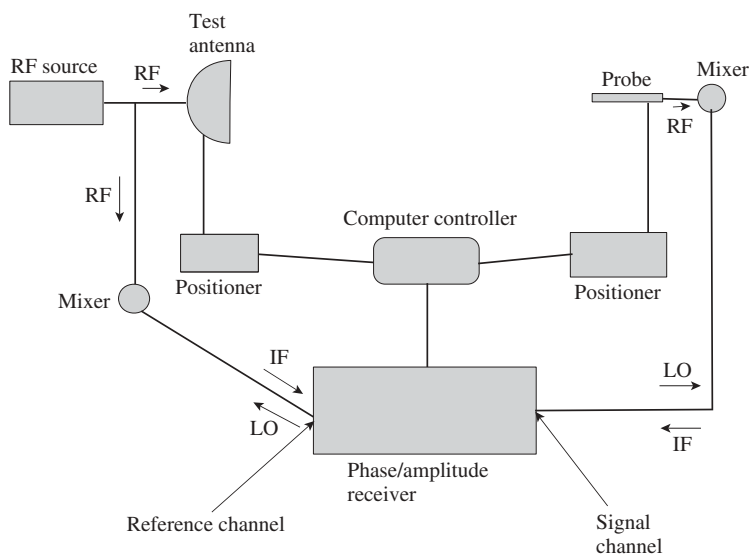 Test
antenna
RF source
RF
Probe
Mixer
RF
RF
Computer controller
Positioner
Positioner
Mixer
IF
LO
LO
IF
Phase/amplitude
receiver
Reference channel
Signal
channel